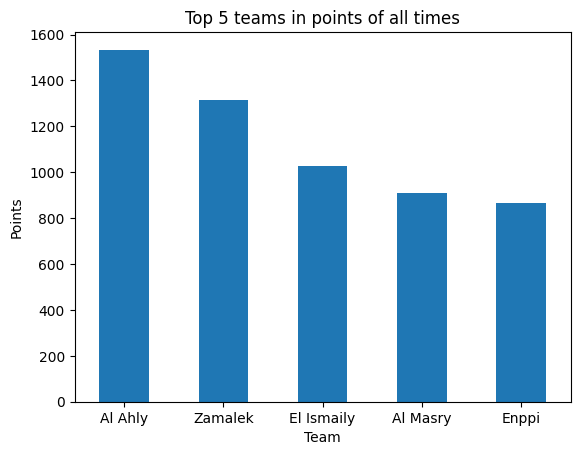 Top 5 teams in points of all times
Points
1600
1400
1200
1000
800
600
400
200
0
Al Ahly
Zamalek
El Ismaily
Al Masry
Enppi
Team